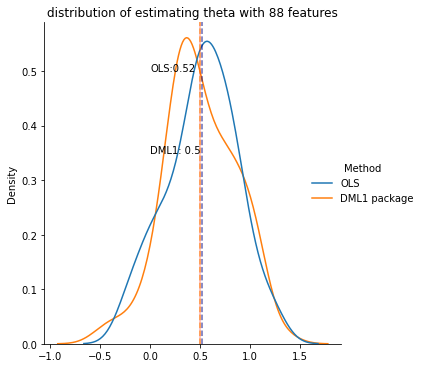 distribution of estimating theta with 88 features
Density
0.5
0.4
0.3
0.2
0.1
0.0
OLS:0.52
DML1: 0.5
Method
OLS
DML1 package
−1.0 −0.5 0.0 0.5 1.0 1.5